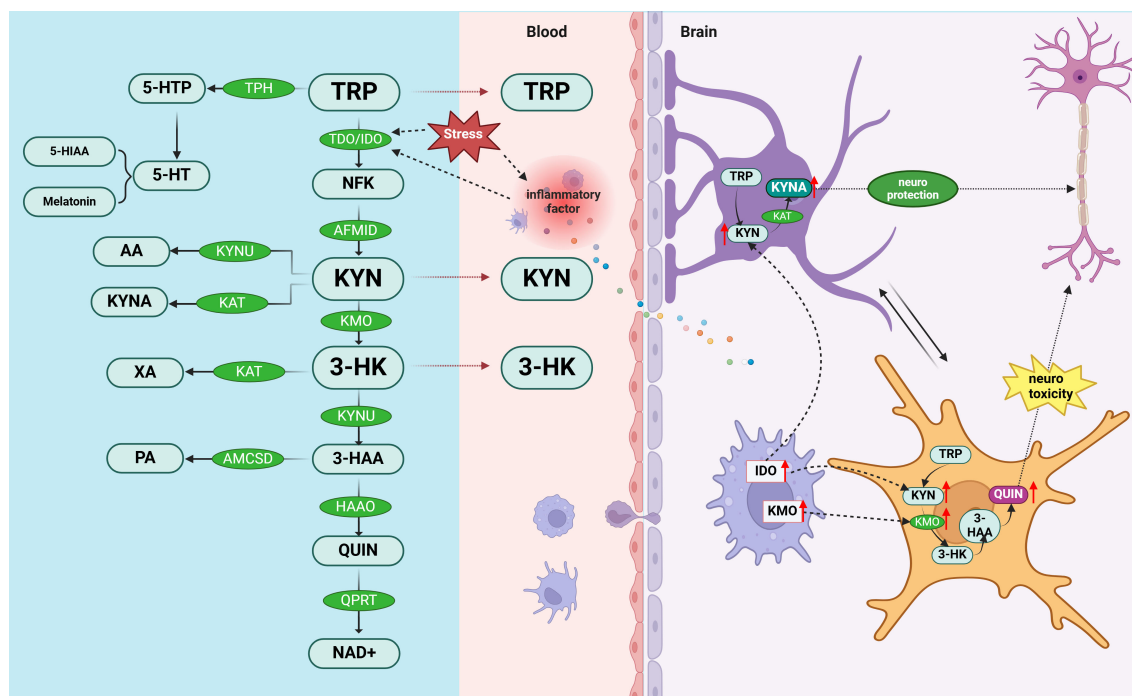 Blood
Brain
5-HTP
TPH
TRP
TRP
5-HIAA
Melatonin
5-HT
TDO/IDO
Stress
NFK
inflammatory
factor
AFMID
AA
KYNU
KYN
KYN
KYNA
KAT
KMO
XA
KAT
3-HK
3-HK
KYNU
PA
AMCSD
3-HAA
HAAO
QUIN
QPRT
NAD+
TRP
KYNA
KAT
KYN
neuro
protection
neuro
toxicity
IDO
KMO
TRP
KYN
QUIN
KMO
3-
HAA
3-HK